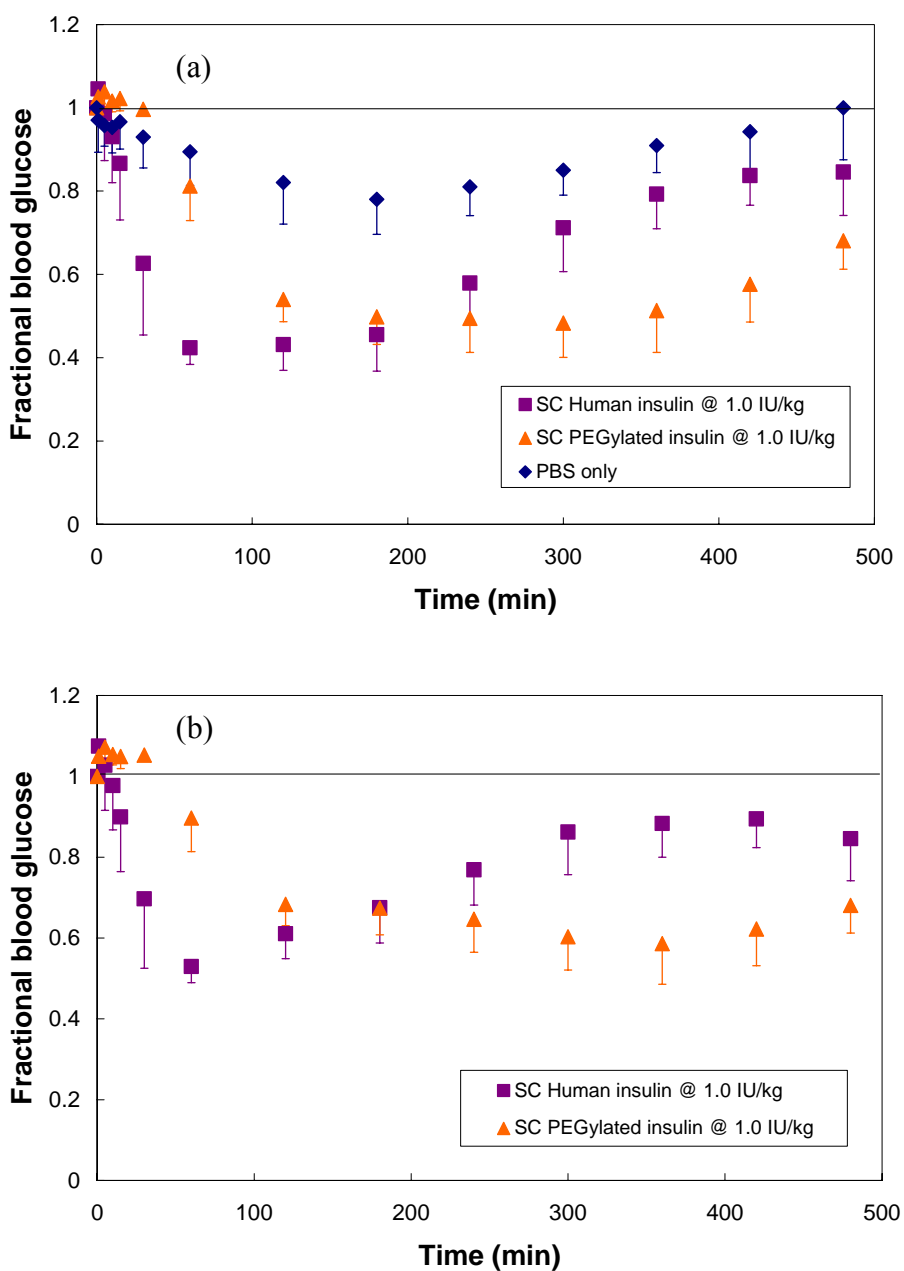 1.2
(a)
1
0.8
Fractional blood glucose
0.6
0.4
SC Human insulin @ 1.0 IU/kg
SC PEGylated insulin @ 1.0 IU/kg
0.2
PBS only
0
0 100 200 300 400 500
Time (min)
1.2
(b)
1
0.8
Fractional blood glucose
0.6
0.4
SC Human insulin @ 1.0 IU/kg
0.2
SC PEGylated insulin @ 1.0 IU/kg
0
0 100 200 300 400 500
Time (min)